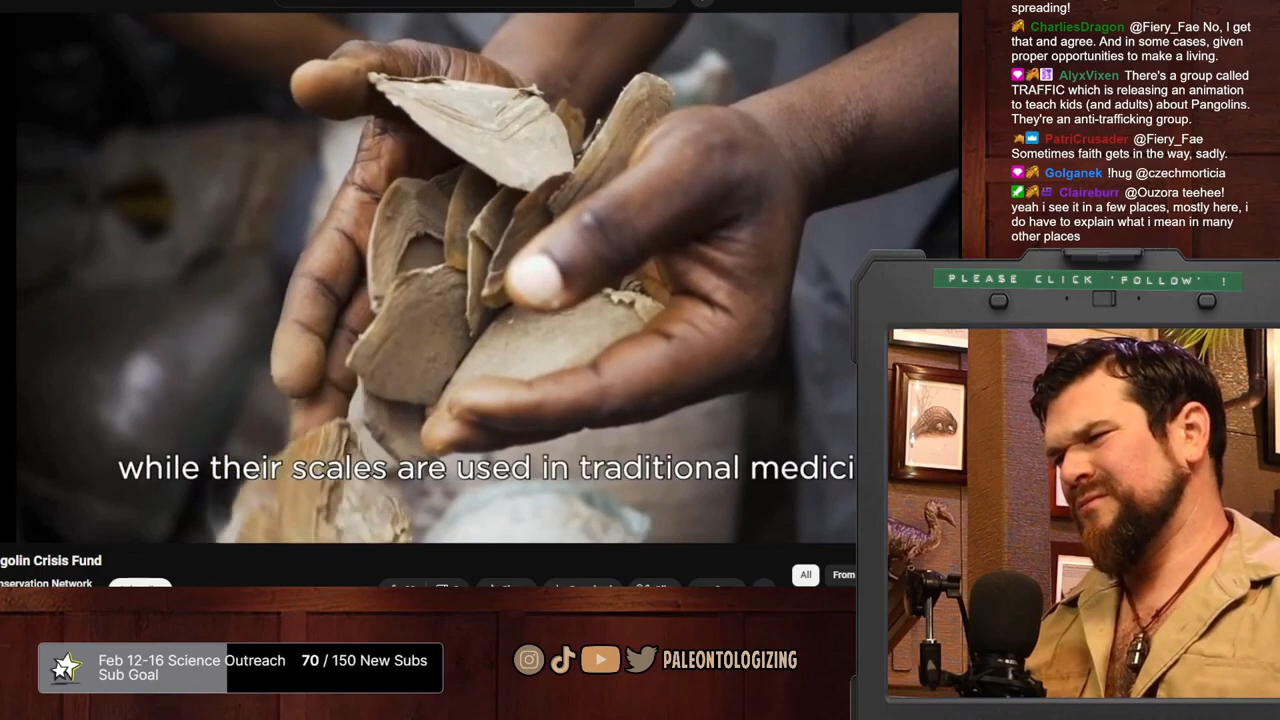 spreading!
CharliesDragon @Fiery_Fae No, I get
that and agree. And in some cases, given
proper opportunities to make a living.
AlyxVixen There's a group called
TRAFFIC which is releasing an animation
to teach kids (and adults) about Pangolins.
They're an anti-trafficking group.
PatriCrusader @Fiery_Fae
Sometimes faith gets in the way, sadly.
Golganek !hug @czechmorticia
Claireburr @Ouzora teehee!
yeah i see it in a few places, mostly here, i
do have to explain what i mean in many
other places
PLEASE CLICK 'FOLLOW' !
while their scales are used in traditional medici
golin Crisis Fund
nservation Network
All
From
Feb 12-16 Science Outreach 70 / 150 New Subs
Sub Goal
PALEONTOLOGIZING